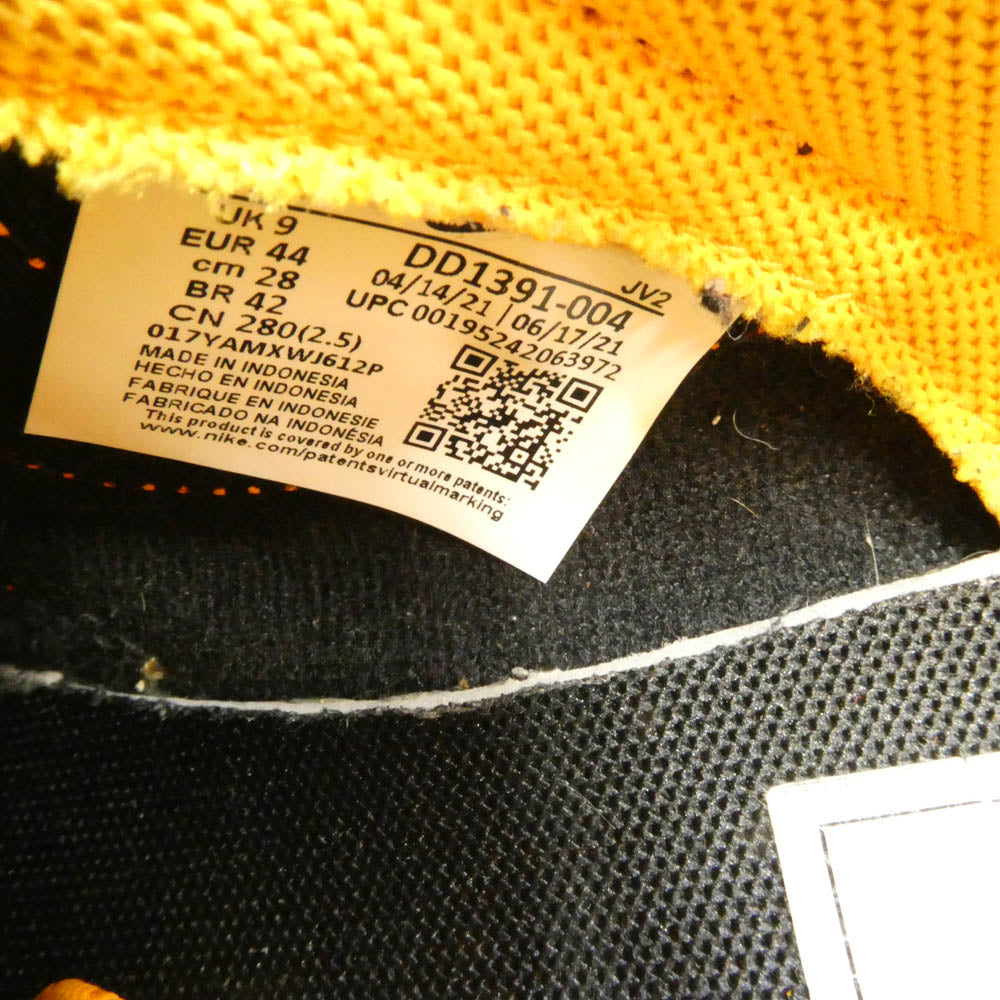 UK 9
EUR 44
cm 28
BR 42
CN 280(2.5)
017YAMXWJ612P
MADE IN INDONESIA
HECHO EN INDONESIA
FABRIQUE EN INDONESIE
FABRICADO NA INDONÉSIA
This product is covered by one or more patents:
www.nike.com/patentsvirtualmarking
JV2
DD1391-004
04/14/21 | 06/17/21
UPC 00195242063972